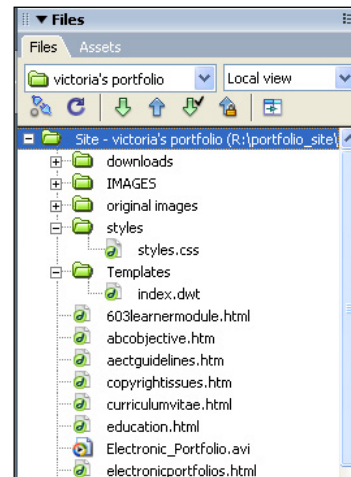 Files
Files Assets
victoria's portfolio Local view
Site - victoria's portfolio (R:\portfolio_site\
downloads
IMAGES
original images
styles
styles.css
Templates
index.dwt
603learnermodule.html
abcobjective.htm
aectguidelines.htm
copyrightissues.htm
curriculumvitae.htm
education.html
Electronic_Portfolio.avi
electronicportfolios.html